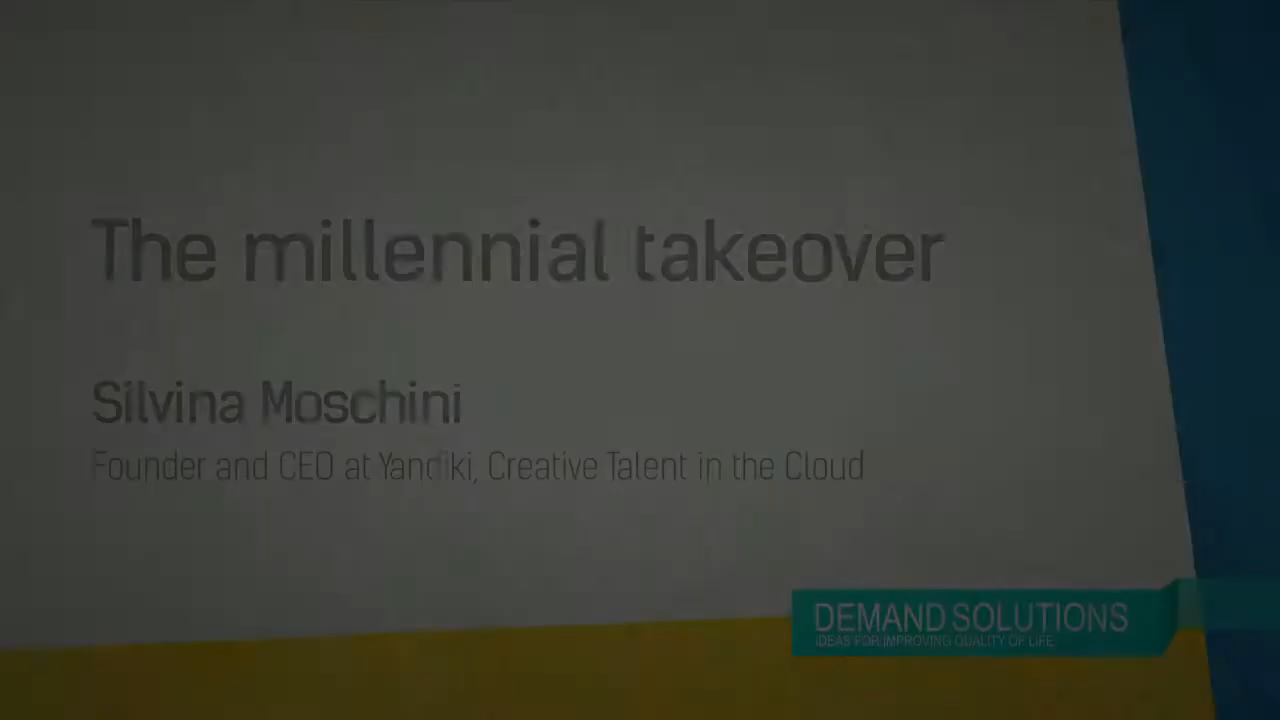 The millennial takeover
Silvina Moschini
Founder and CEO at Yandiki, Creative Talent in the Cloud
DEMAND SOLUTIONS
IDEAS FOR IMPROVING QUALITY OF LIFE